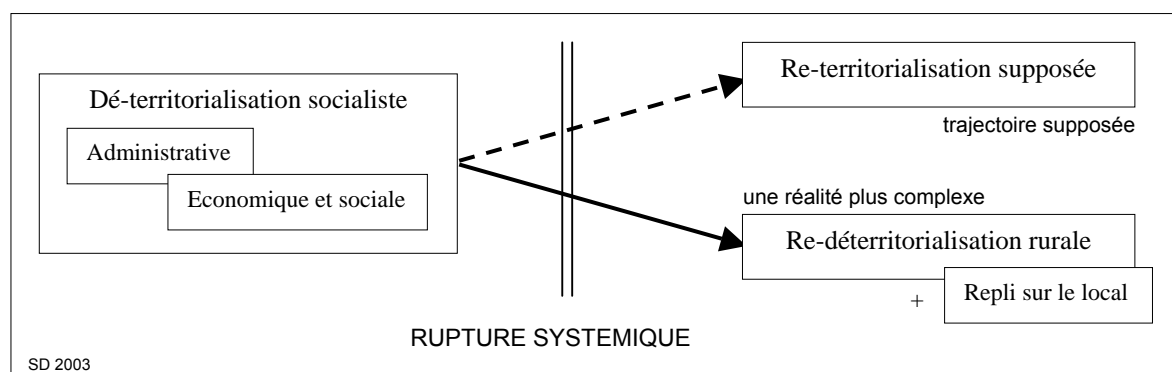 Dé-territorialisation socialiste
Administrative
Economique et sociale
Re-territorialisation supposée
trajectoire supposée
une réalité plus complexe
Re-déterritorialisation rurale
+
Repli sur le local
RUPTURE SYSTEMIQUE
SD 2003